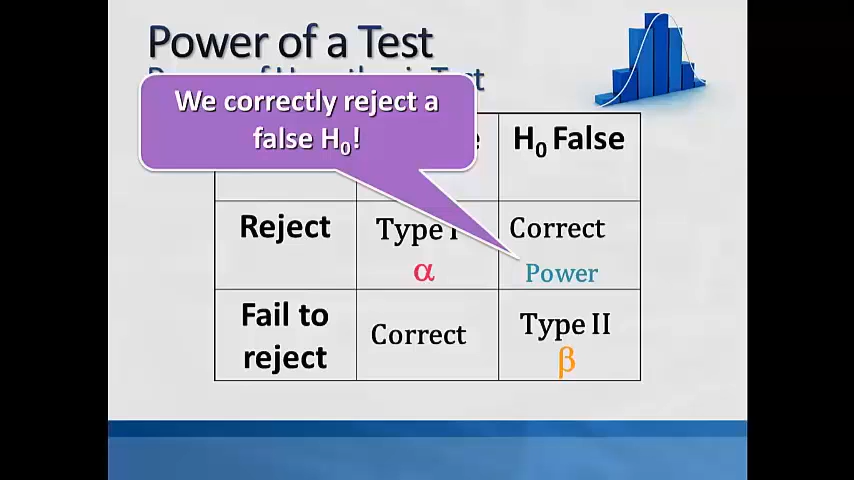 Power of a Test
We correctly reject a
false H₀!
H₀ False
Reject
Type I
Correct
α
Power
Fail to
reject
Correct
Type II
β